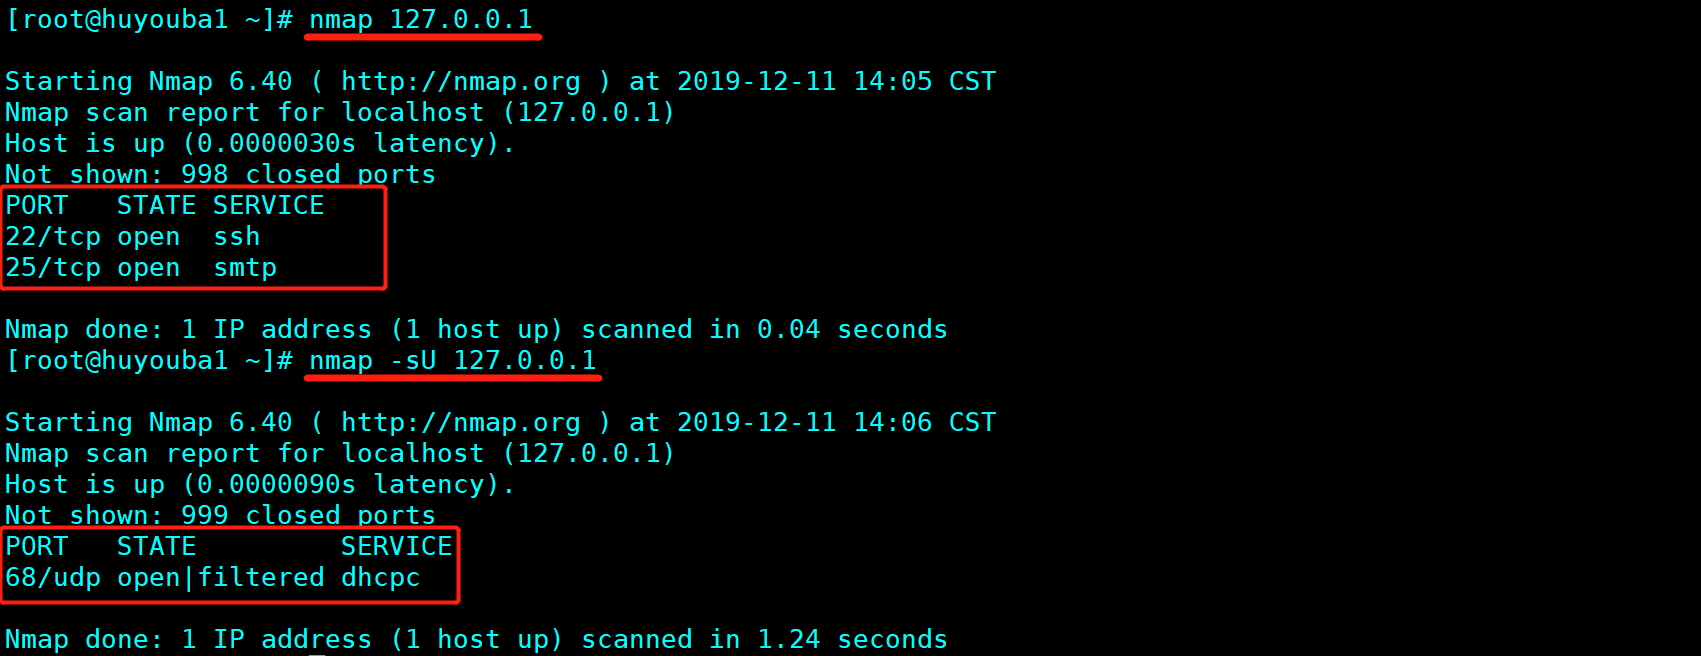 [root@huyouba1 ~]# nmap 127.0.0.1
Starting Nmap 6.40 ( http://nmap.org ) at 2019-12-11 14:05 CST
Nmap scan report for localhost (127.0.0.1)
Host is up (0.0000030s latency).
Not shown: 998 closed ports
PORT   STATE SERVICE
22/tcp open  ssh
25/tcp open  smtp
Nmap done: 1 IP address (1 host up) scanned in 0.04 seconds
[root@huyouba1 ~]# nmap -sU 127.0.0.1
Starting Nmap 6.40 ( http://nmap.org ) at 2019-12-11 14:06 CST
Nmap scan report for localhost (127.0.0.1)
Host is up (0.0000090s latency).
Not shown: 999 closed ports
PORT   STATE         SERVICE
68/udp open|filtered dhcpc
Nmap done: 1 IP address (1 host up) scanned in 1.24 seconds